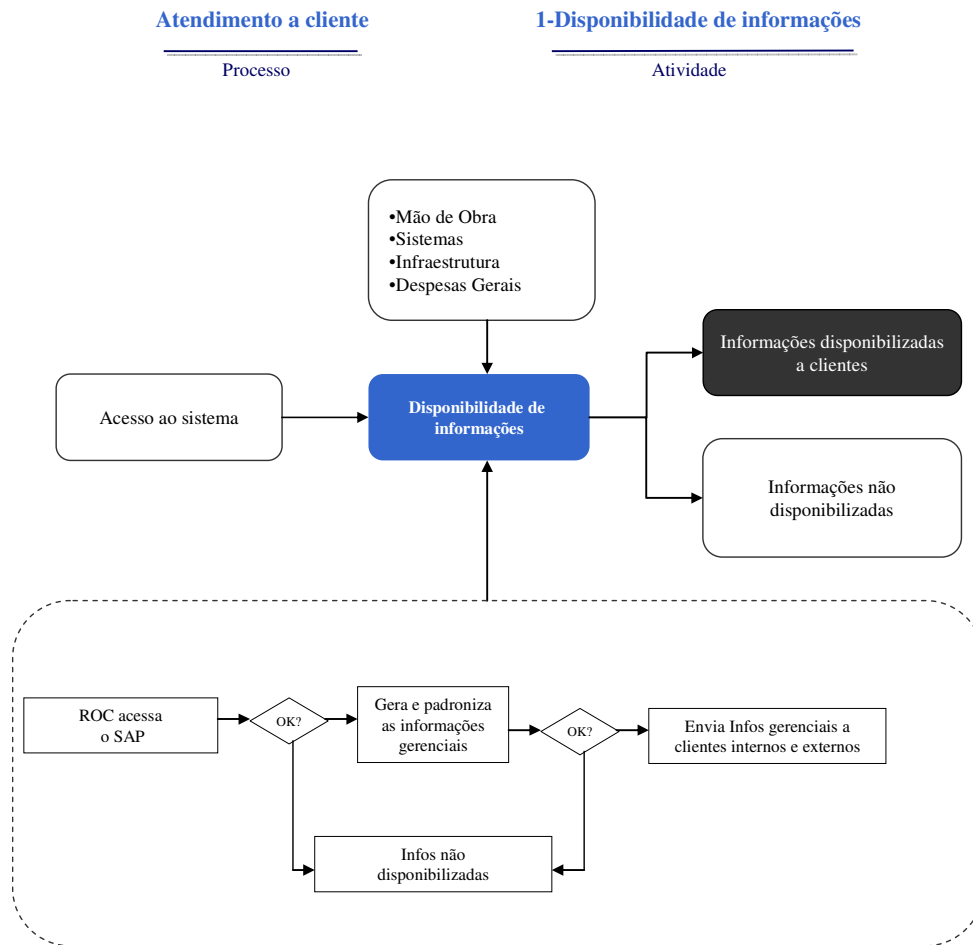 Atendimento a cliente
1-Disponibilidade de informações
Processo
Atividade
•Mão de Obra
•Sistemas
•Infraestrutura
•Despesas Gerais
Informações disponibilizadas
a clientes
Acesso ao sistema
Disponibilidade de
informações
Informações não
disponibilizadas
ROC acessa
o SAP
OK?
Gera e padroniza
as informações
gerenciais
OK?
Envia Infos gerenciais a
clientes internos e externos
Infos não
disponibilizadas